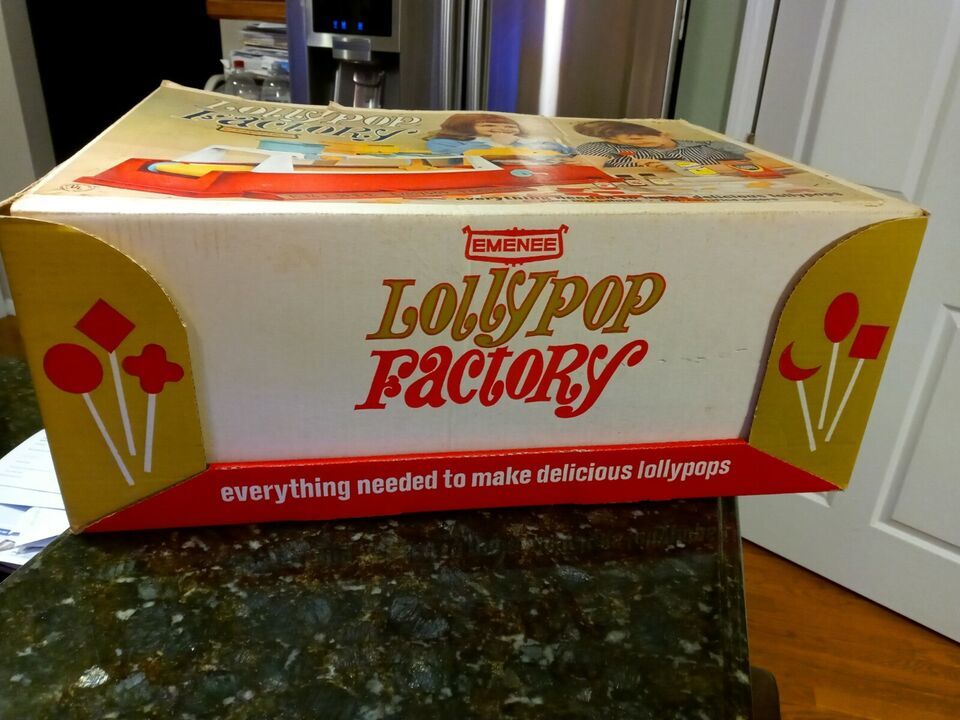 Lollypop
Factory
EMENEE
Lollypop
Factory
everything needed to make delicious lollypops